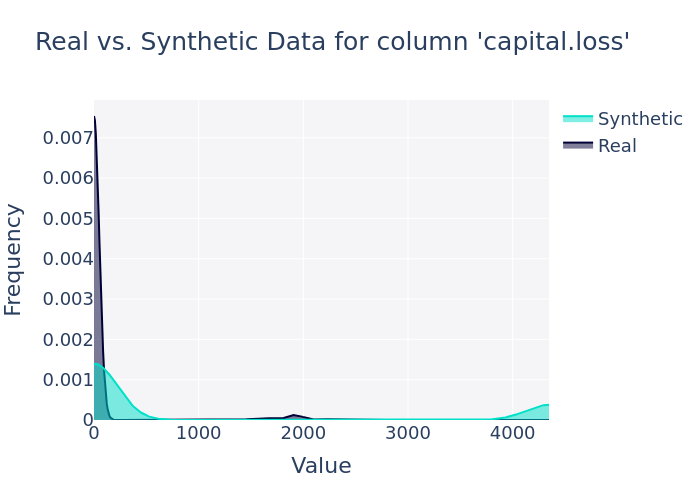 Real vs. Synthetic Data for column 'capital.loss'
Synthetic
Real
Frequency
0.007
0.006
0.005
0.004
0.003
0.002
0.001
0
0
1000
2000
3000
4000
Value